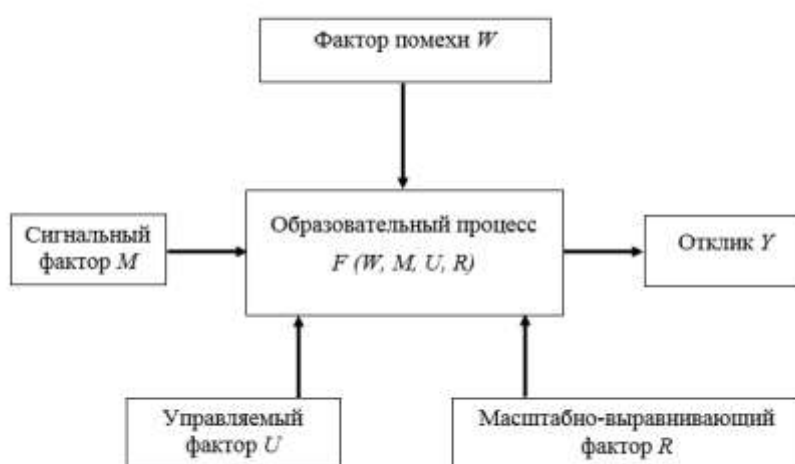 Фактор помехи W
Образовательный процесс
F (W, M, U, R)
Сигнальный
фактор M
Отклик Y
Управляемый
фактор U
Масштабно-выравнивающий
фактор R